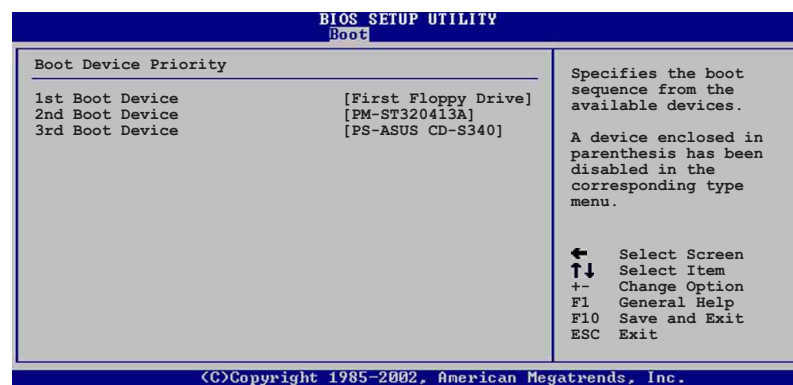 BIOS SETUP UTILITY
Boot
Boot Device Priority
1st Boot Device [First Floppy Drive]
2nd Boot Device [PM-ST320413A]
3rd Boot Device [PS-ASUS CD-S340]
Specifies the boot
sequence from the
available devices.
A device enclosed in
parenthesis has been
disabled in the
corresponding type
menu.
← Select Screen
↑↓ Select Item
+- Change Option
F1 General Help
F10 Save and Exit
ESC Exit
(C)Copyright 1985-2002, American Megatrends, Inc.